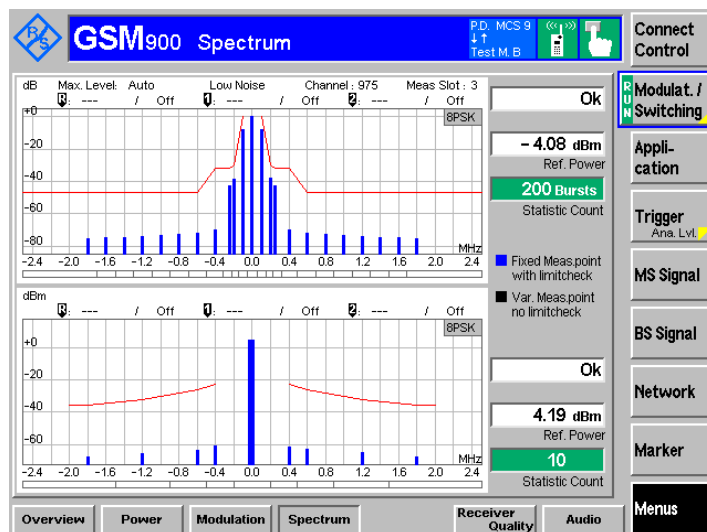 R S
GSM900 Spectrum
P.D. MCS 9
↓↑
Test M. B
Connect Control
dB Max. Level: Auto Low Noise Channel : 975 Meas Slot : 3
R: --- / Off 1: --- / Off 2: --- / Off
8PSK
+0
-20
-40
-60
-80
MHz
-2.4 -2.0 -1.6 -1.2 -0.8 -0.4 0.0 0.4 0.8 1.2 1.6 2.0 2.4
Ok
– 4.08 dBm
Ref. Power
200 Bursts
Statistic Count
Fixed Meas.point
with limitcheck
Var. Meas.point
no limitcheck
dBm
R: --- / Off 1: --- / Off 2: --- / Off
8PSK
+0
-20
-40
-60
MHz
-2.4 -2.0 -1.6 -1.2 -0.8 -0.4 0.0 0.4 0.8 1.2 1.6 2.0 2.4
Ok
4.19 dBm
Ref. Power
10
Statistic Count
RUN
Modulat. /
Switching
Appli-
cation
Trigger
Ana. Lvl.
MS Signal
BS Signal
Network
Marker
Menus
Overview
Power
Modulation
Spectrum
Receiver
Quality
Audio